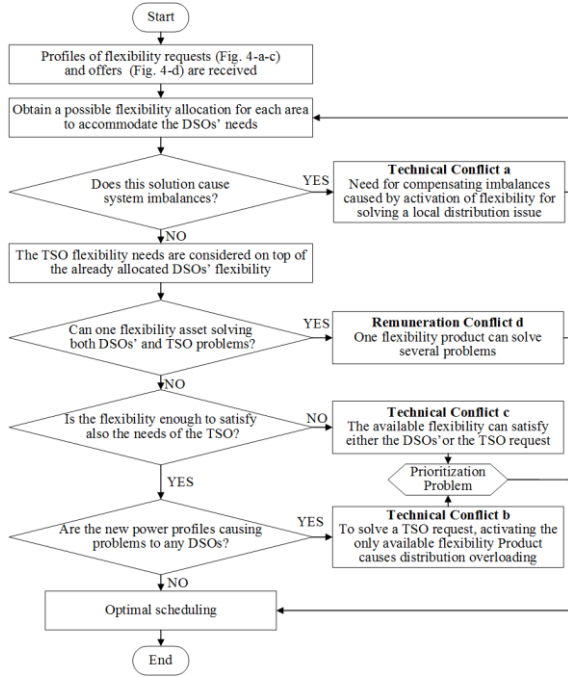 Start
Profiles of flexibility requests (Fig. 4-a-c)
and offers (Fig. 4-d) are received
Obtain a possible flexibility allocation for each area
to accommodate the DSOs' needs
Does this solution cause
system imbalances?
YES
Technical Conflict a
Need for compensating imbalances
caused by activation of flexibility for
solving a local distribution issue
NO
The TSO flexibility needs are considered on top
of the already allocated DSOs' flexibility
Can one flexibility asset solving
both DSOs' and TSO problems?
YES
Remuneration Conflict d
One flexibility product can solve
several problems
NO
Is the flexibility enough to satisfy
also the needs of the TSO?
NO
Technical Conflict c
The available flexibility can satisfy
either the DSOs' or the TSO request
Prioritization
Problem
YES
Are the new power profiles causing
problems to any DSOs?
YES
Technical Conflict b
To solve a TSO request, activating the
only available flexibility Product
causes distribution overloading
NO
Optimal scheduling
End